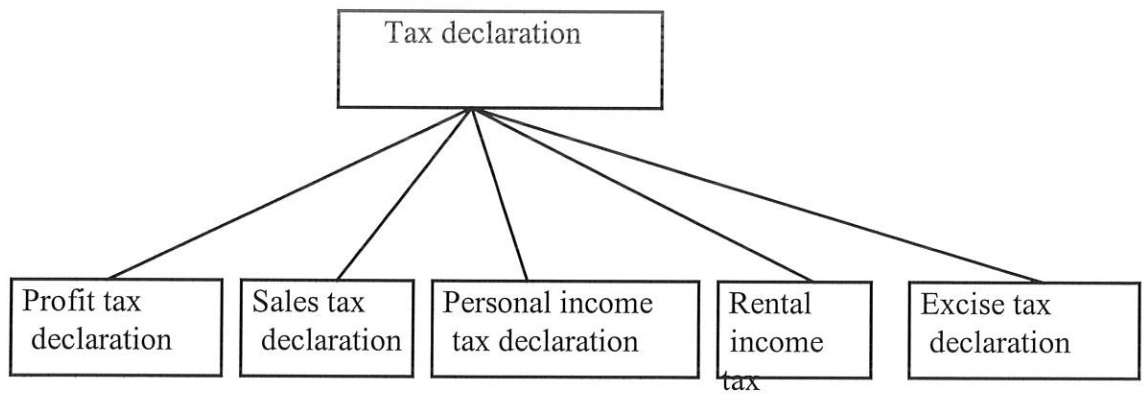 Tax declaration
Profit tax
declaration
Sales tax
declaration
Personal income
tax declaration
Rental
income
tax
Excise tax
declaration